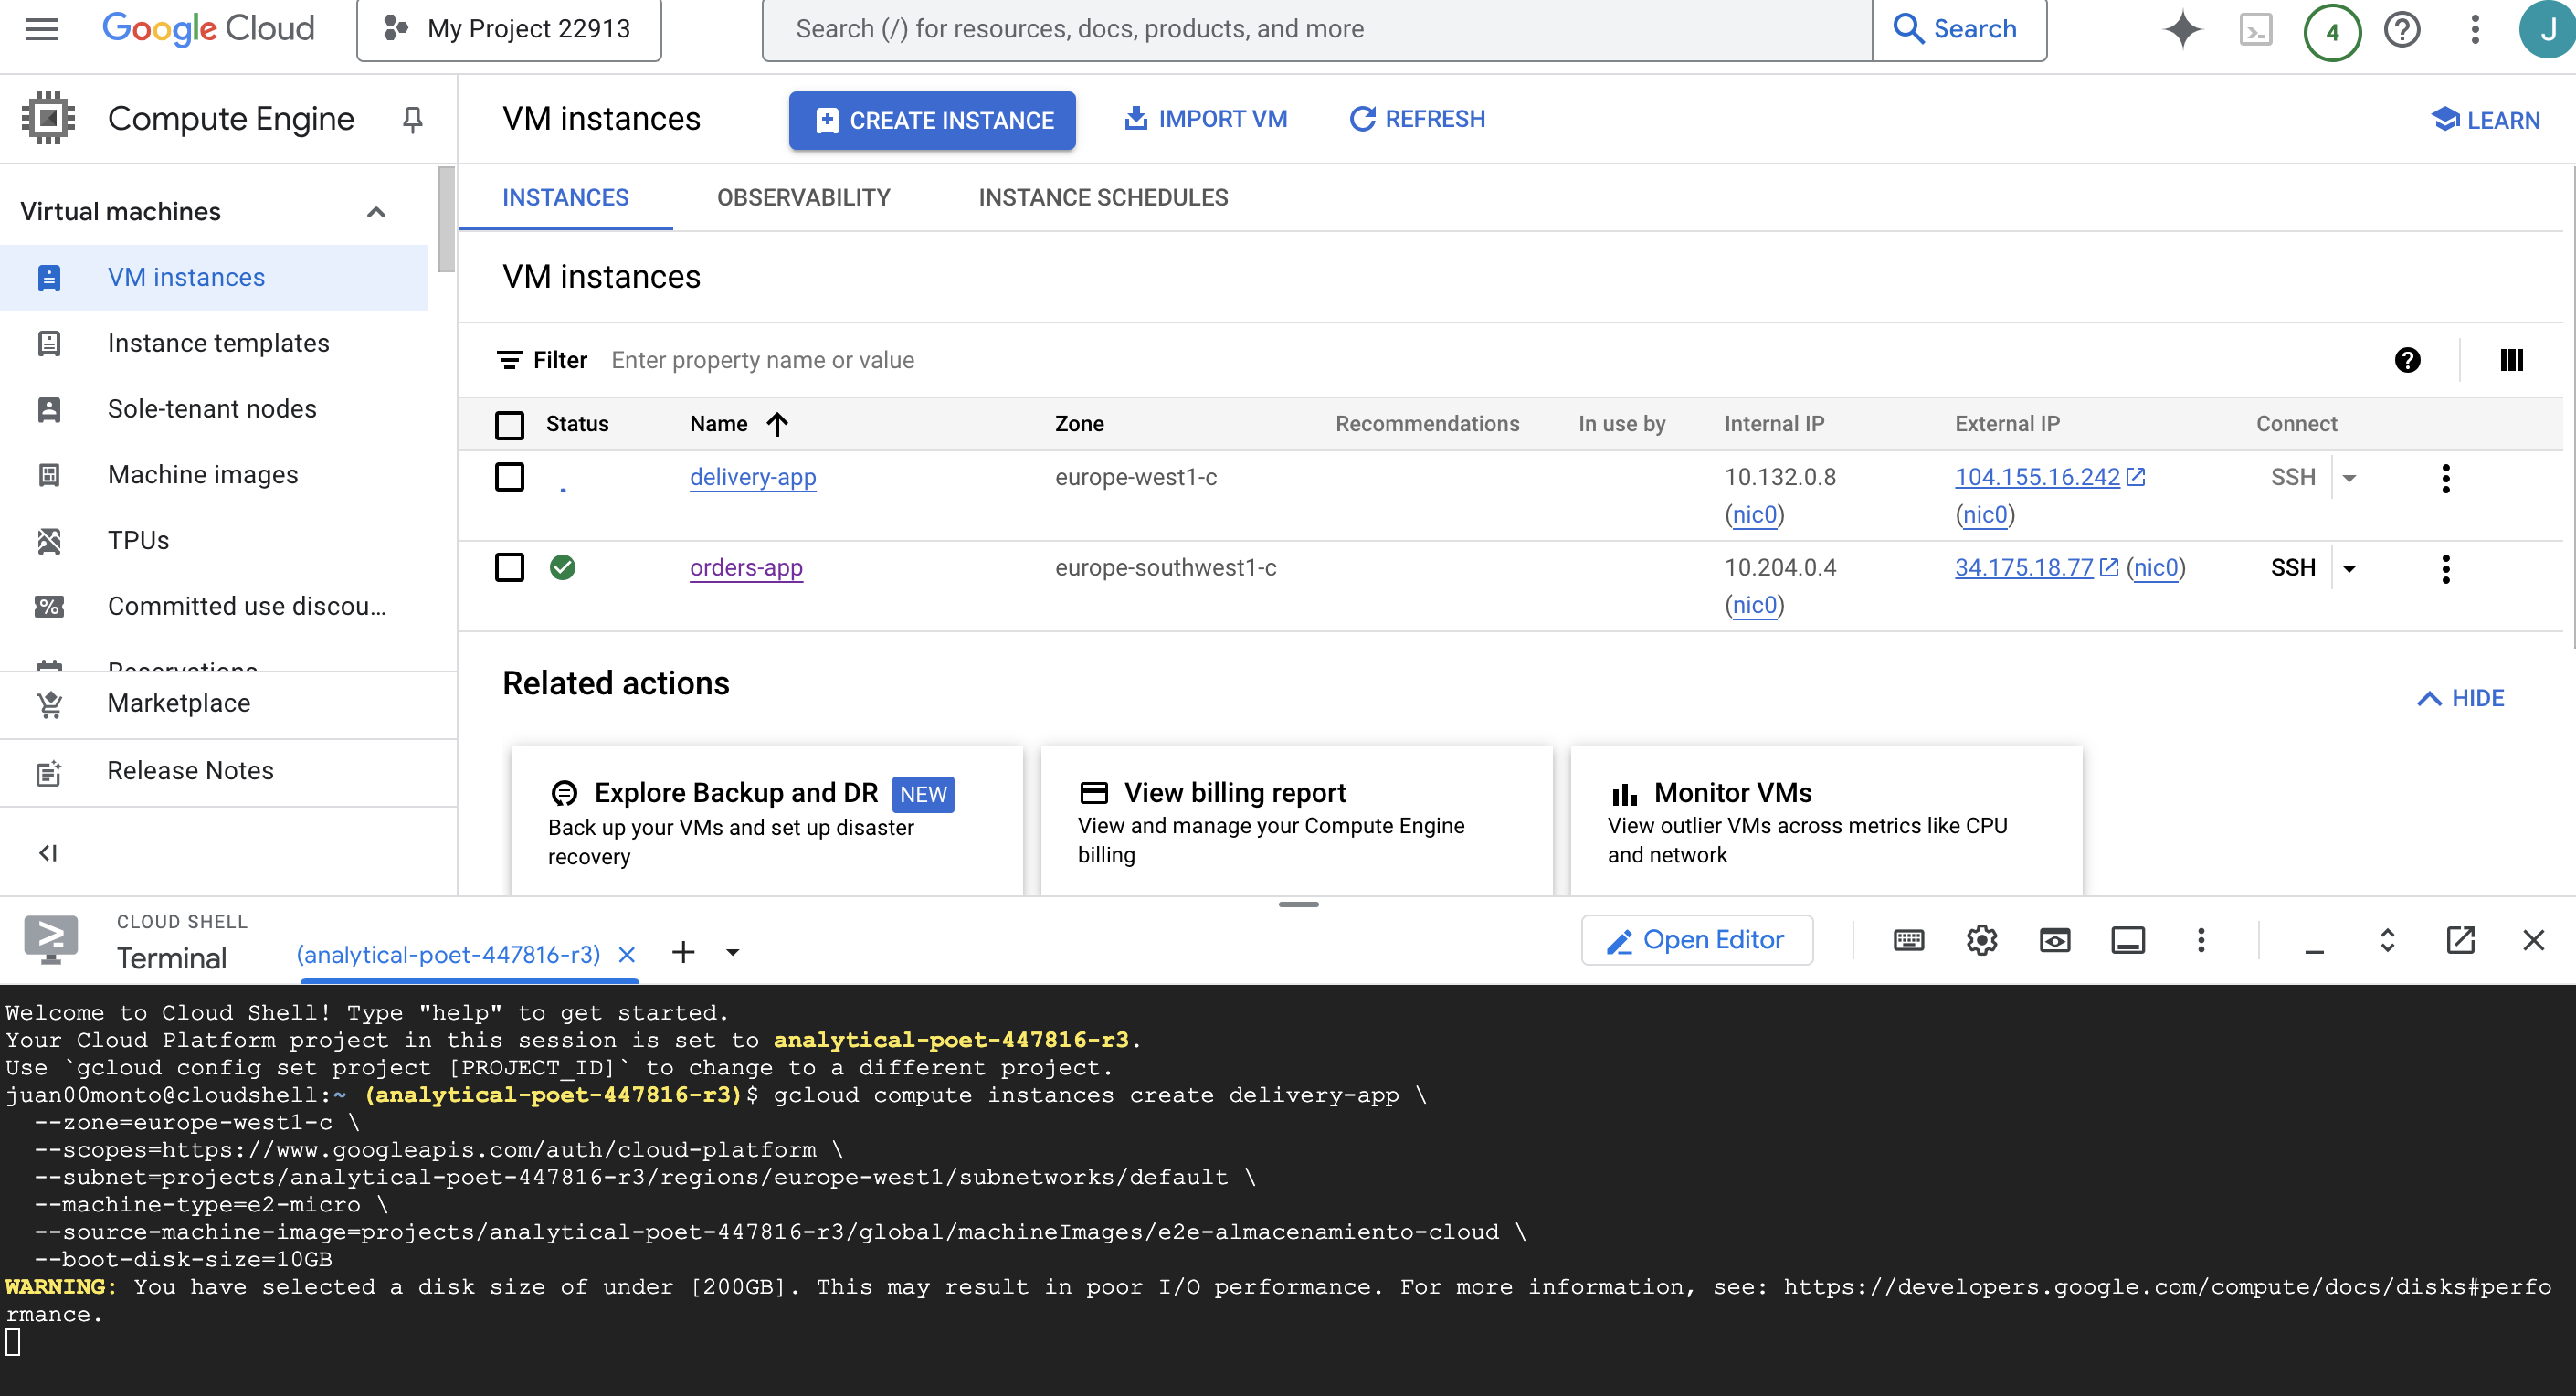 Google Cloud
My Project 22913
Search (/) for resources, docs, products, and more
Search
4
J
Compute Engine
VM instances
CREATE INSTANCE
IMPORT VM
REFRESH
LEARN
Virtual machines
VM instances
Instance templates
Sole-tenant nodes
Machine images
TPUs
Committed use discou...
Reservations
Marketplace
Release Notes
INSTANCES
OBSERVABILITY
INSTANCE SCHEDULES
VM instances
Filter Enter property name or value
Status Name Zone Recommendations In use by Internal IP External IP Connect
delivery-app europe-west1-c 10.132.0.8 104.155.16.242 SSH
(nic0) (nic0)
orders-app europe-southwest1-c 10.204.0.4 34.175.18.77 (nic0) SSH
(nic0)
Related actions
HIDE
Explore Backup and DR NEW
Back up your VMs and set up disaster
recovery
View billing report
View and manage your Compute Engine
billing
Monitor VMs
View outlier VMs across metrics like CPU
and network
CLOUD SHELL
Terminal
(analytical-poet-447816-r3)
Open Editor
Welcome to Cloud Shell! Type "help" to get started.
Your Cloud Platform project in this session is set to analytical-poet-447816-r3.
Use `gcloud config set project [PROJECT_ID]` to change to a different project.
juan00monto@cloudshell:~ (analytical-poet-447816-r3)$ gcloud compute instances create delivery-app \
--zone=europe-west1-c \
--scopes=https://www.googleapis.com/auth/cloud-platform \
--subnet=projects/analytical-poet-447816-r3/regions/europe-west1/subnetworks/default \
--machine-type=e2-micro \
--source-machine-image=projects/analytical-poet-447816-r3/global/machineImages/e2e-almacenamiento-cloud \
--boot-disk-size=10GB
WARNING: You have selected a disk size of under [200GB]. This may result in poor I/O performance. For more information, see: https://developers.google.com/compute/docs/disks#perfo
rmance.